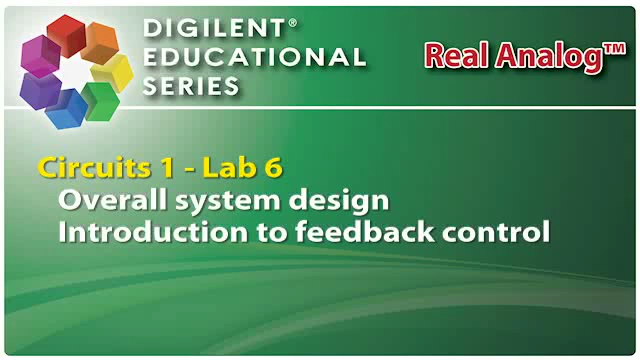 DIGILENT®
EDUCATIONAL
SERIES
Real Analog™
Circuits 1 - Lab 6
Overall system design
Introduction to feedback control